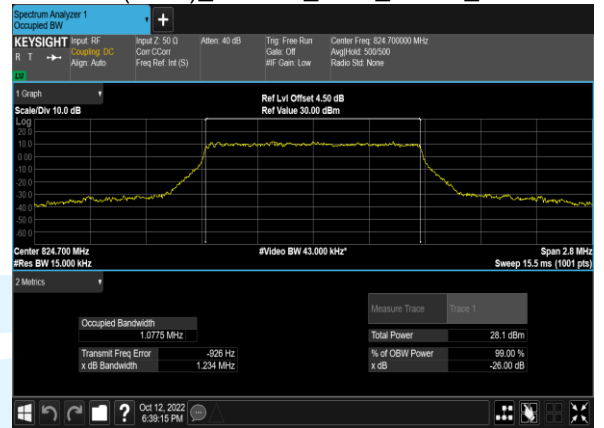 Spectrum Analyzer 1
Occupied BW
KEYSIGHT Input: RF Input Z: 50 Ω Atten: 40 dB Trig: Free Run Center Freq: 824.700000 MHz
R T Coupling: DC Corr CCorr Gate: Off Avg|Hold: 500/500
Align: Auto Freq Ref: Int (S) #IF Gain: Low Radio Std: None
1 Graph
Ref Lvl Offset 4.50 dB
Scale/Div 10.0 dB Ref Value 30.00 dBm
Log
20.0
10.0
0.00
-10.0
-20.0
-30.0
-40.0
-50.0
-60.0
Center 824.700 MHz #Video BW 43.000 kHz* Span 2.8 MHz
#Res BW 15.000 kHz Sweep 15.5 ms (1001 pts)
2 Metrics
Measure Trace Trace 1
Occupied Bandwidth
1.0775 MHz Total Power 28.1 dBm
Transmit Freq Error -926 Hz % of OBW Power 99.00 %
x dB Bandwidth 1.234 MHz x dB -26.00 dB
? Oct 12, 2022
6:39:15 PM